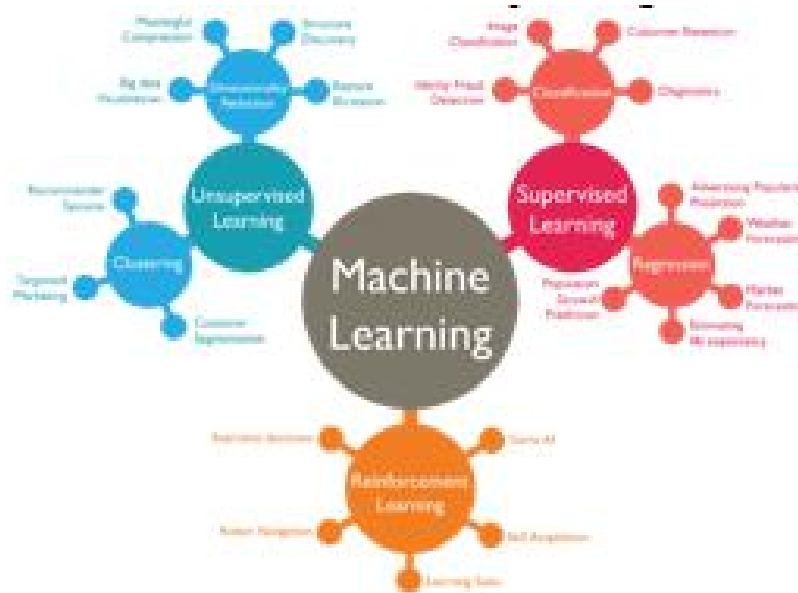 Meaningful
Compression
Structure
Discovery
Big data
Visualisation
Dimensionality
Reduction
Feature
Elicitation
Image
Classification
Customer Retention
Identity Fraud
Detection
Classification
Diagnostics
Unsupervised
Learning
Supervised
Learning
Recommender
Systems
Clustering
Targeted
Marketing
Customer
Segmentation
Machine
Learning
Advertising Popularity
Prediction
Weather
Forecasting
Regression
Population
Growth
Prediction
Market
Forecasting
Estimating
life expectancy
Real-time decisions
Game AI
Reinforcement
Learning
Robot Navigation
Skill Acquisition
Learning Tasks